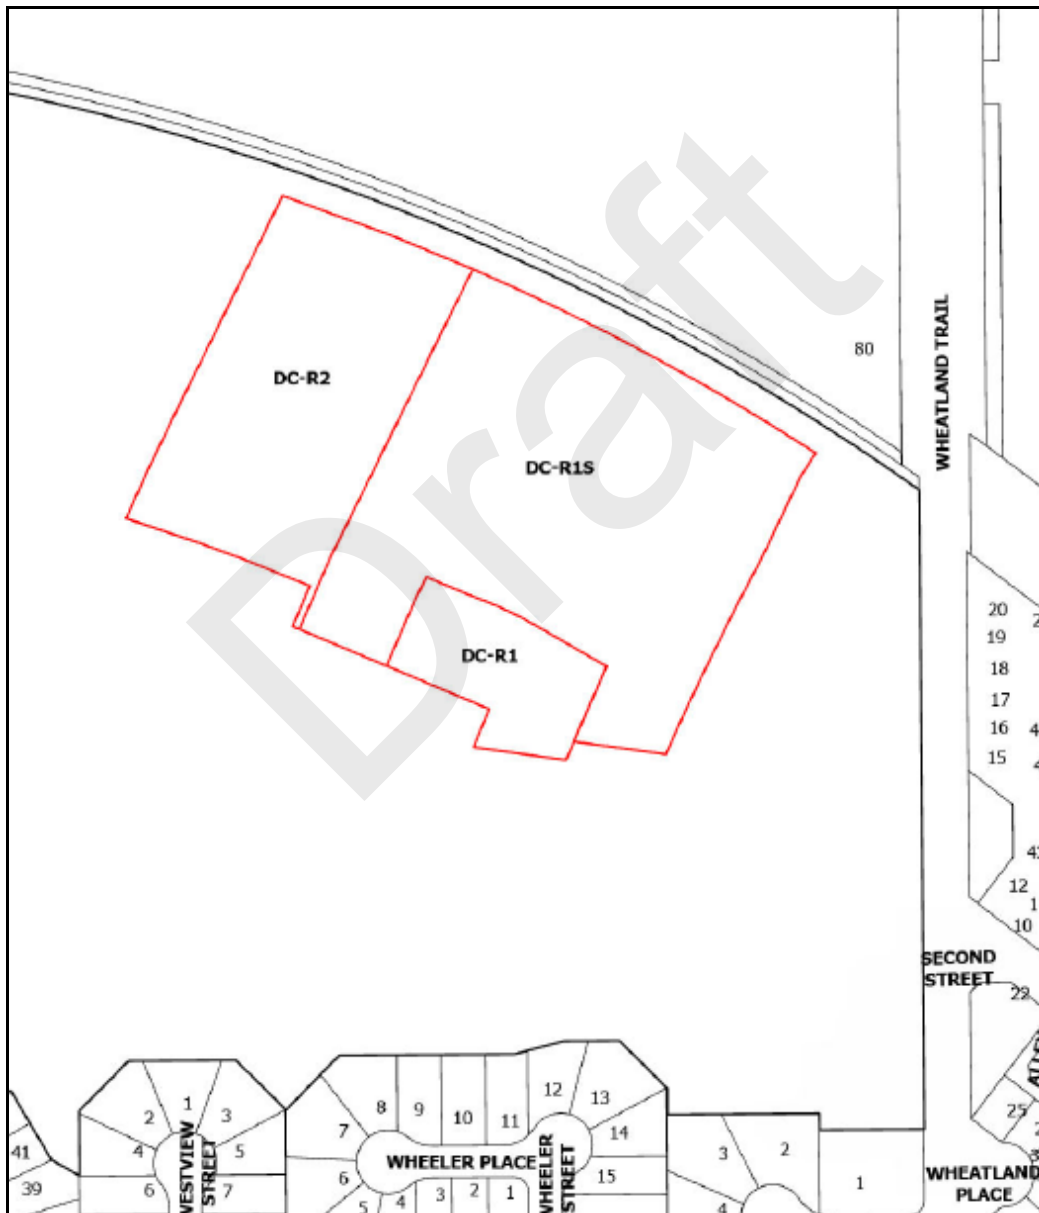 Draft
80
WHEATLAND TRAIL
DC-R2
DC-R1S
DC-R1
20
19
18
17
16
15
12
10
SECOND
STREET
22
25
1
2
3
4
5
6
7
WESTVIEW
STREET
41
39
8
9
10
11
12
13
14
15
7
6
5
4
3
2
1
WHEELER PLACE
WHEELER
STREET
3
2
1
4
WHEATLAND
PLACE